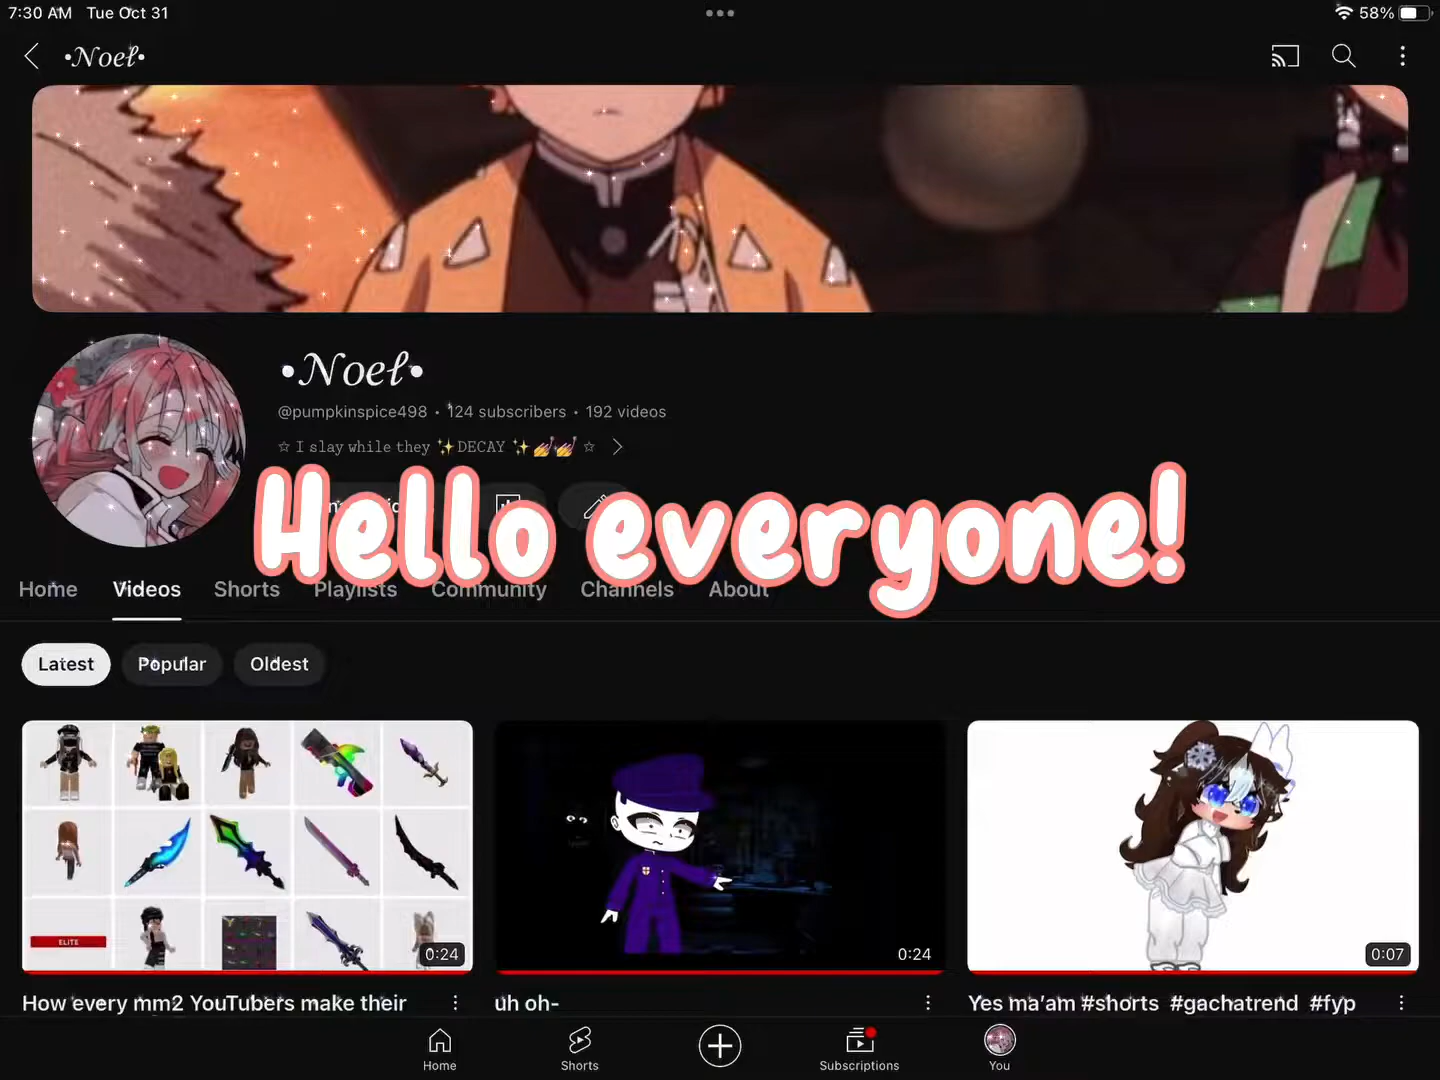 7:30 AM Tue Oct 31
58%
•𝓝𝓸𝓮𝓵•
•𝓝𝓸𝓮𝓵•
@pumpkinspice498 • 124 subscribers • 192 videos
☆ I slay while they ✨DECAY ✨💅💅 ☆
Hello everyone!
Home Videos Shorts Playlists Community Channels About
Latest Popular Oldest
ELITE
0:24
0:24
0:07
How every mm2 YouTubers make their
uh oh-
Yes ma'am #shorts #gachatrend #fyp
Home Shorts Subscriptions You